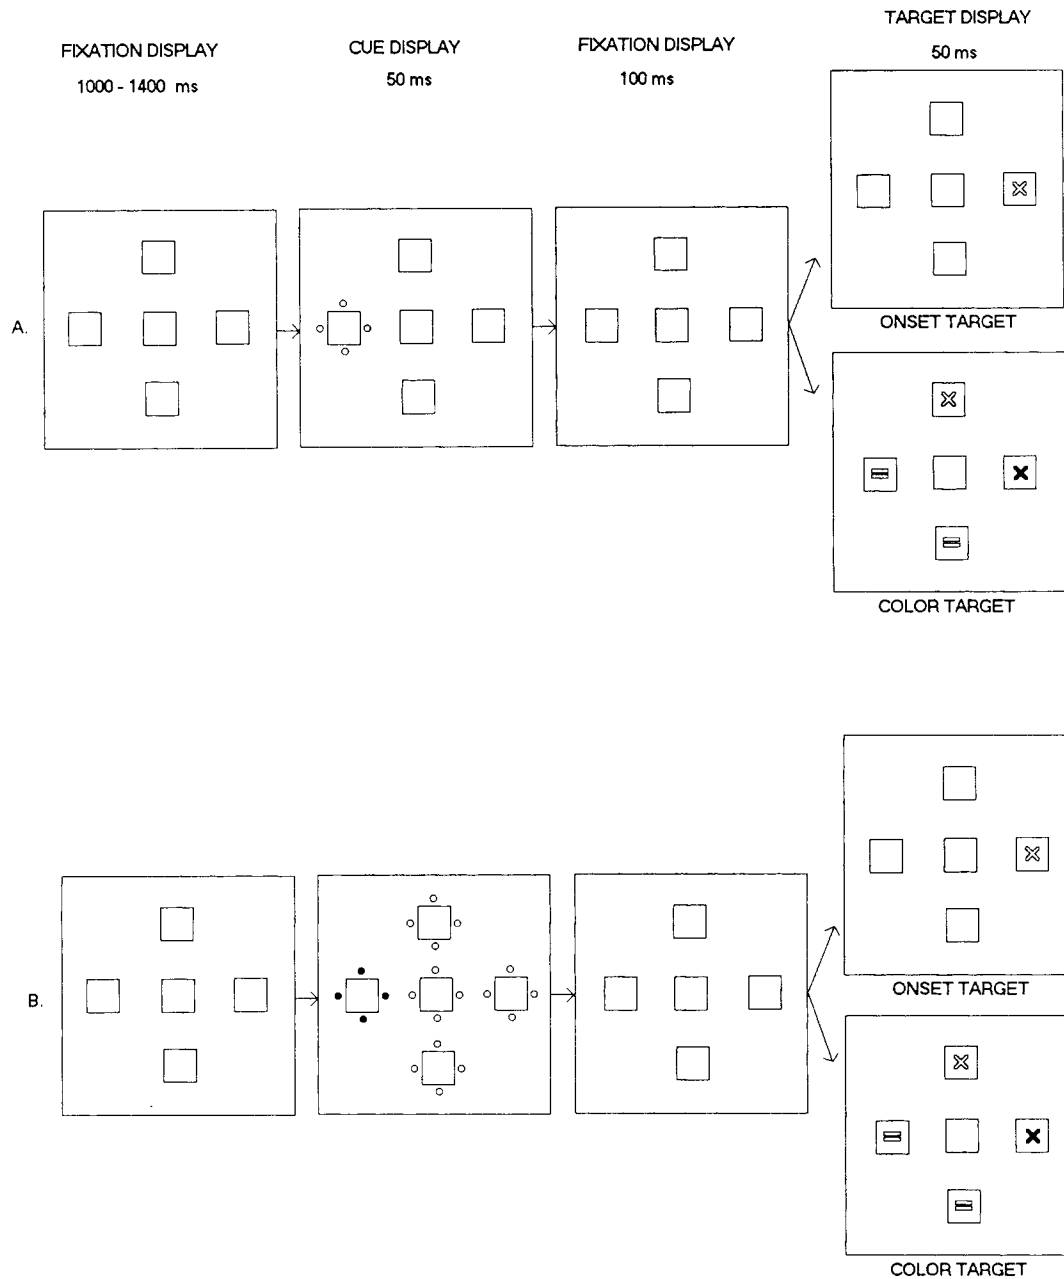 FIXATION DISPLAY
1000 - 1400 ms
CUE DISPLAY
50 ms
FIXATION DISPLAY
100 ms
TARGET DISPLAY
50 ms
A.
ONSET TARGET
COLOR TARGET
B.
ONSET TARGET
COLOR TARGET